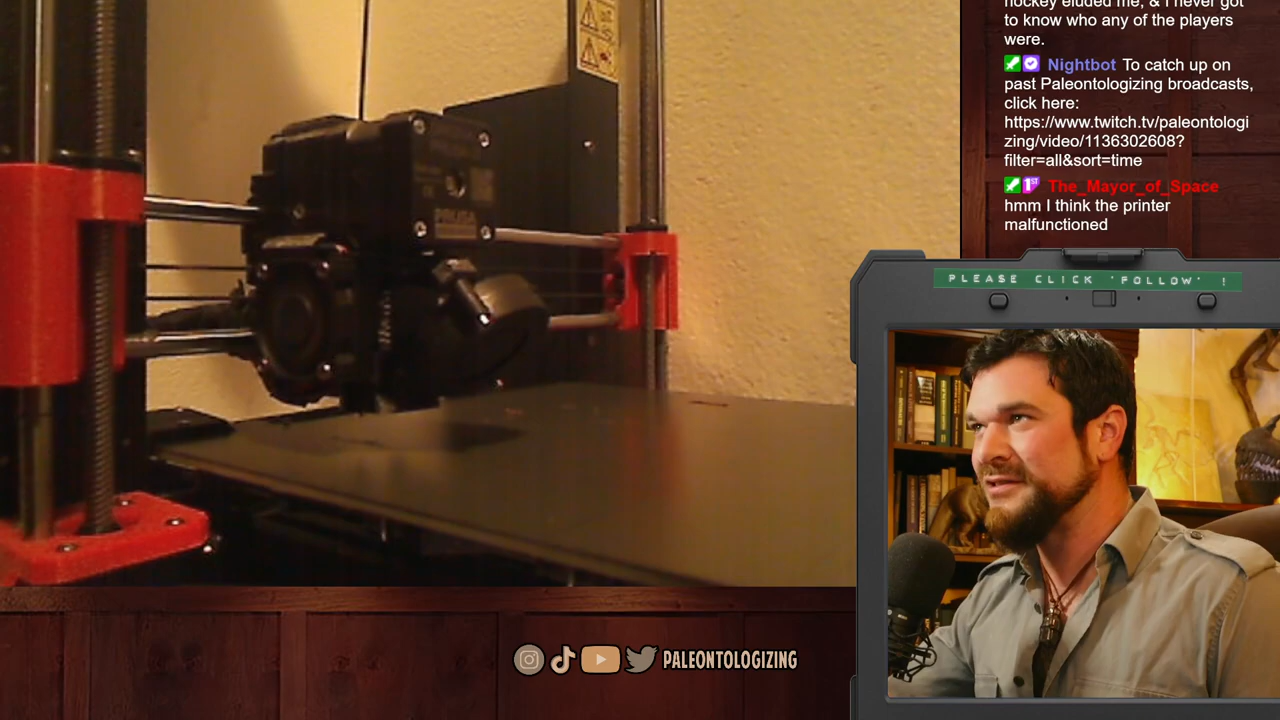 hockey eluded me, & I never got
to know who any of the players
were.
Nightbot To catch up on
past Paleontologizing broadcasts,
click here:
https://www.twitch.tv/paleontologi
zing/video/1136302608?
filter=all&sort=time
The_Mayor_of_Space
hmm I think the printer
malfunctioned
PLEASE CLICK "FOLLOW" !
PRUSA
PALEONTOLOGIZING